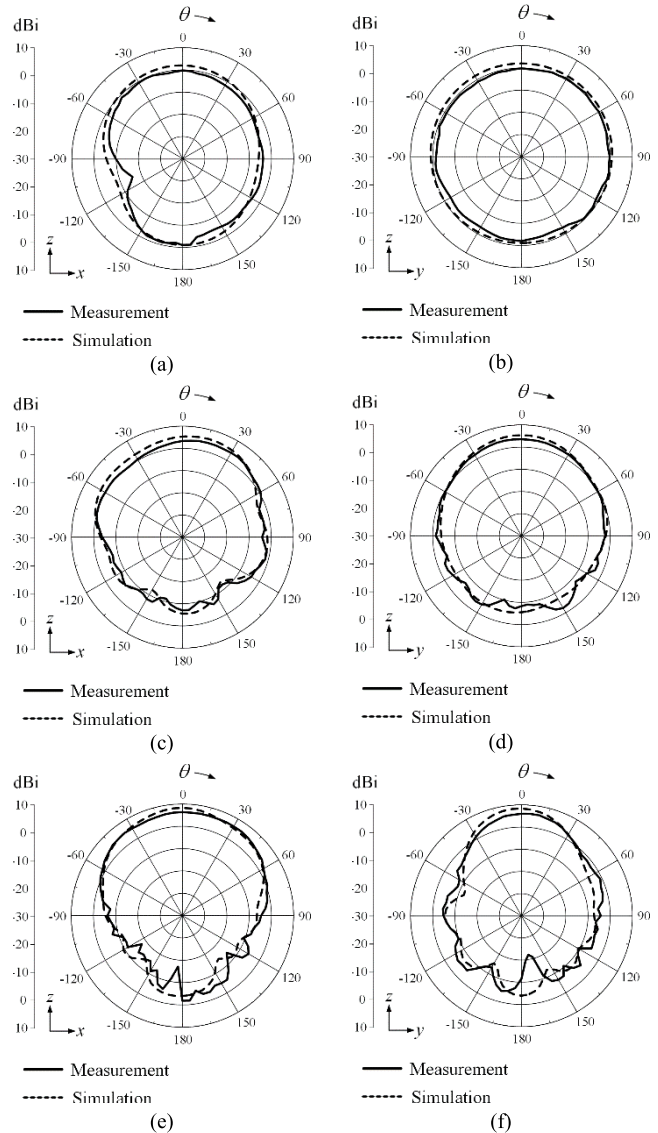 dBi θ dBi θ
10 0 10 0
-30 30 -30 30
0 0
-60 60 -60 60
-10 -10
-20 -20
-30 -90 90 -30 -90 90
-20 -20
-10 -120 120 -10 -120 120
0 z 0 z
-150 150 -150 150
10 x 10 y
180 180
Measurement Measurement
Simulation Simulation
(a) (b)
dBi θ dBi θ
10 0 10 0
-30 30 -30 30
0 0
-60 60 -60 60
-10 -10
-20 -20
-30 -90 90 -30 -90 90
-20 -20
-10 -120 120 -10 -120 120
0 z 0 z
-150 150 -150 150
10 x 10 y
180 180
Measurement Measurement
Simulation Simulation
(c) (d)
dBi θ dBi θ
10 0 10 0
-30 30 -30 30
0 0
-60 60 -60 60
-10 -10
-20 -20
-30 -90 90 -30 -90 90
-20 -20
-10 -120 120 -10 -120 120
0 z 0 z
-150 150 -150 150
10 x 10 y
180 180
Measurement Measurement
Simulation Simulation
(e) (f)